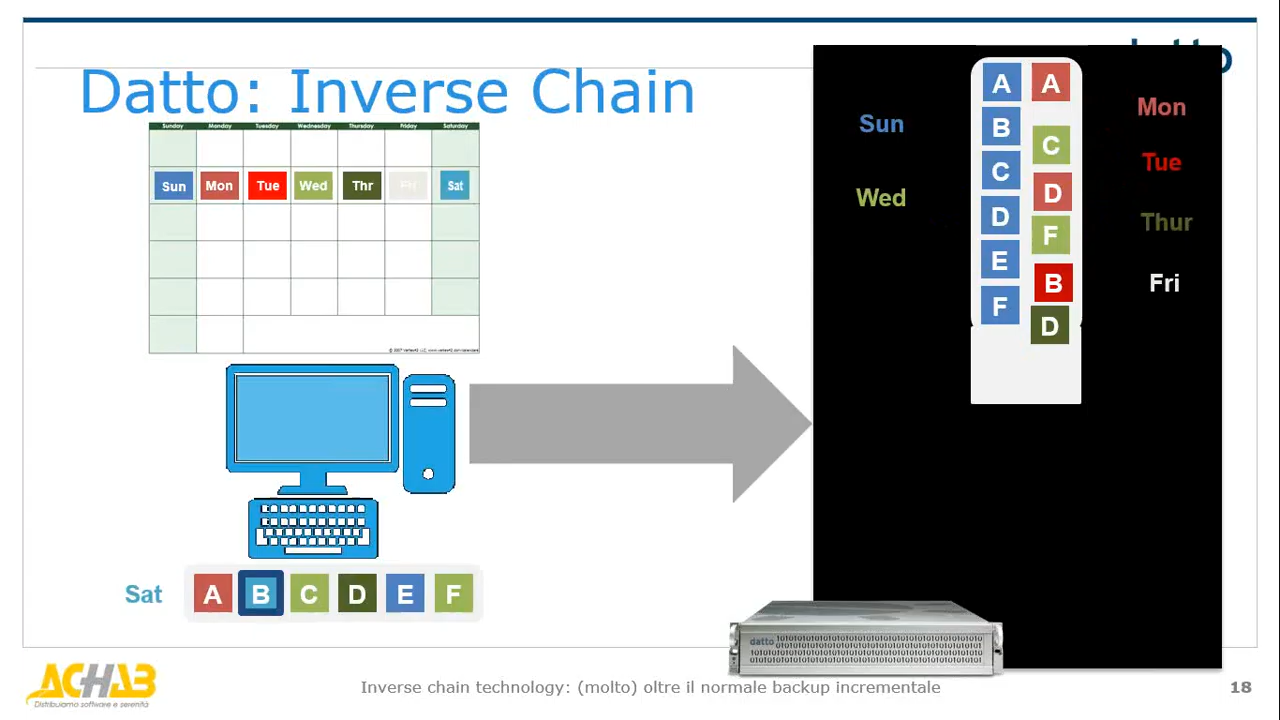 datto
Datto: Inverse Chain
Sunday Monday Tuesday Wednesday Thursday Friday Saturday
Sun Mon Tue Wed Thr Fri Sat
Sun
Wed
A A
B
C
C
D
D
F
E
B
F
D
Mon
Tue
Thur
Fri
Sat A B C D E F
datto
ACHAB
Distribuiamo software e serenità
Inverse chain technology: (molto) oltre il normale backup incrementale
18